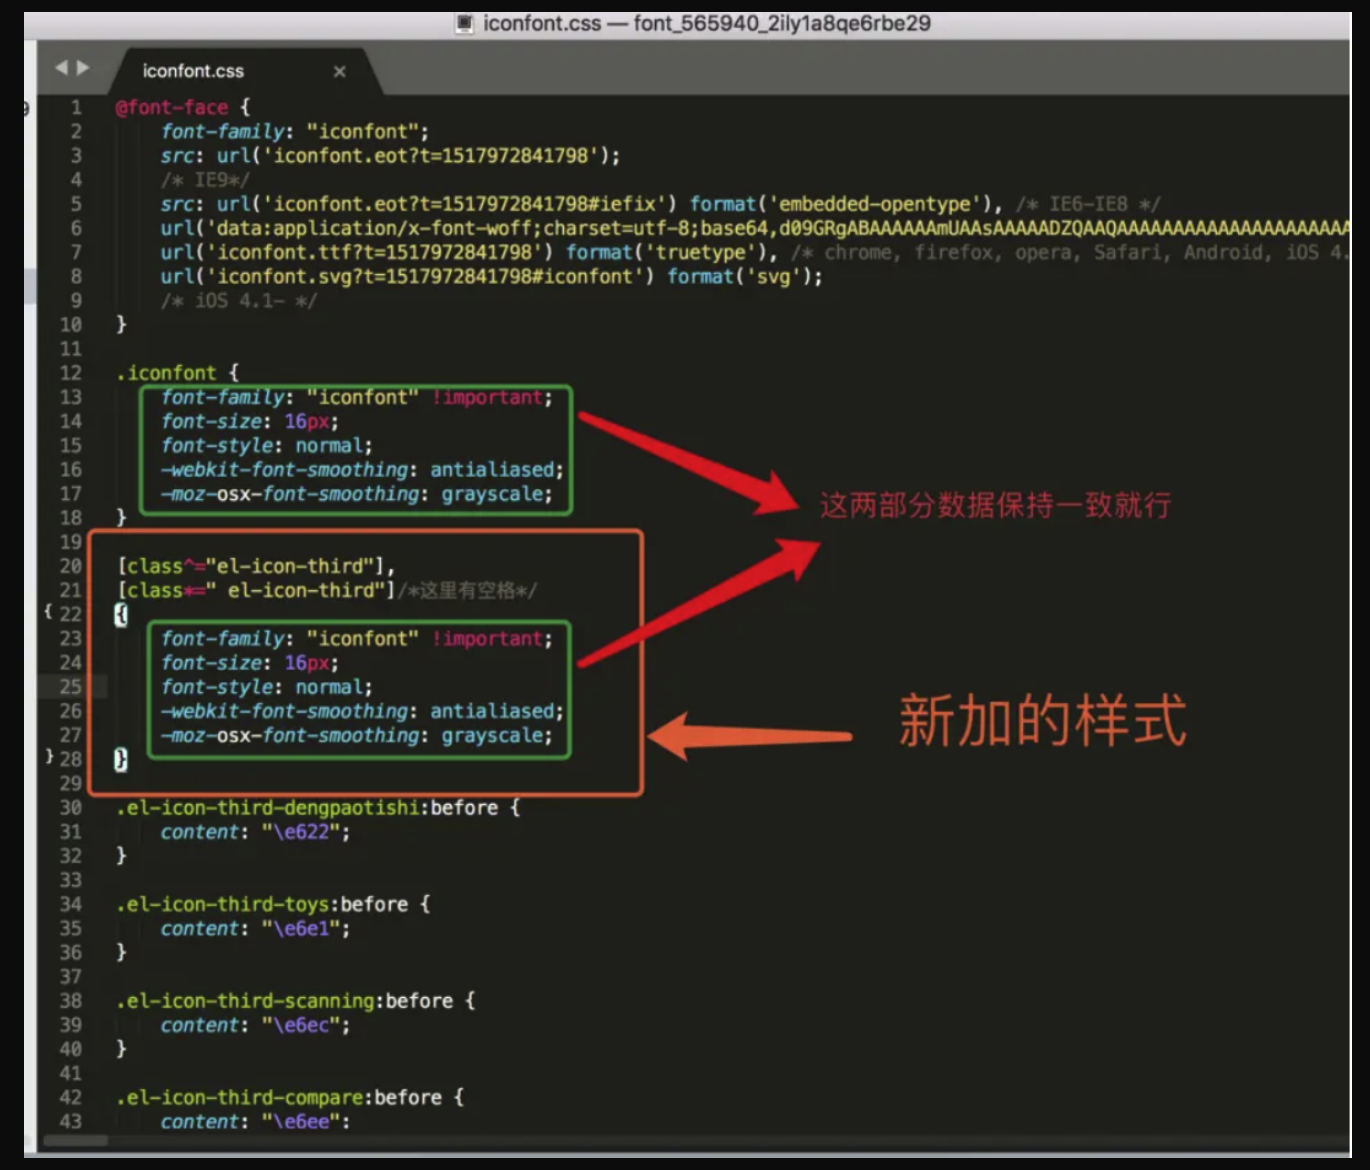 iconfont.css — font_565940_2ily1a8qe6rbe29
iconfont.css ×
1 @font-face {
2 font-family: "iconfont";
3 src: url('iconfont.eot?t=1517972841798');
4 /* IE9*/
5 src: url('iconfont.eot?t=1517972841798#iefix') format('embedded-opentype'), /* IE6-IE8 */
6 url('data:application/x-font-woff;charset=utf-8;base64,d09GRgABAAAAAAmUAAsAAAAADZQAAQAAAAAAAAAAAAAAAAAAAAA
7 url('iconfont.ttf?t=1517972841798') format('truetype'), /* chrome, firefox, opera, Safari, Android, iOS 4.
8 url('iconfont.svg?t=1517972841798#iconfont') format('svg');
9 /* iOS 4.1- */
10 }
11
12 .iconfont {
13 font-family: "iconfont" !important;
14 font-size: 16px;
15 font-style: normal;
16 -webkit-font-smoothing: antialiased;
17 -moz-osx-font-smoothing: grayscale;
这两部分数据保持一致就行
18 }
19
20 [class^="el-icon-third"],
21 [class*=" el-icon-third"]/*这里有空格*/
{ 22 {
23 font-family: "iconfont" !important;
24 font-size: 16px;
25 font-style: normal;
26 -webkit-font-smoothing: antialiased;
27 -moz-osx-font-smoothing: grayscale;
新加的样式
} 28 }
29
30 .el-icon-third-dengpaotishi:before {
31 content: "\e622";
32 }
33
34 .el-icon-third-toys:before {
35 content: "\e6e1";
36 }
37
38 .el-icon-third-scanning:before {
39 content: "\e6ec";
40 }
41
42 .el-icon-third-compare:before {
43 content: "\e6ee":